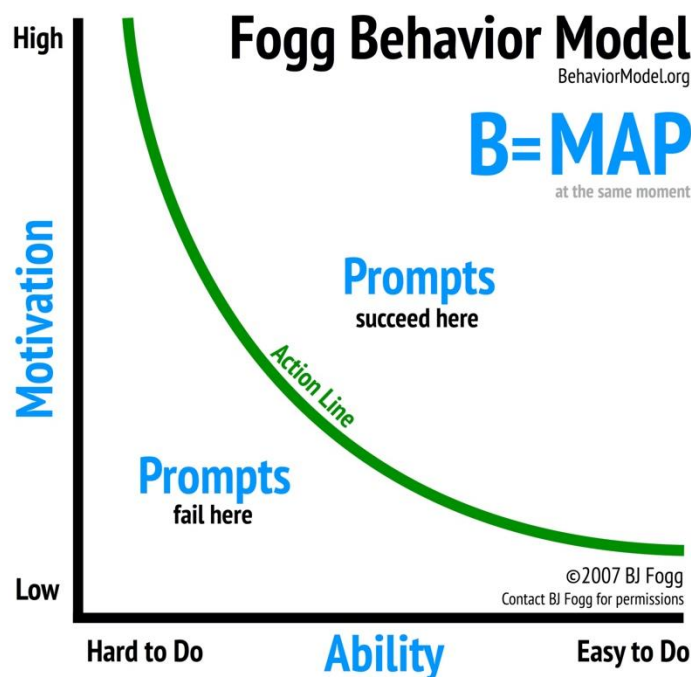 High
Fogg Behavior Model
BehaviorModel.org
B=MAP
at the same moment
Motivation
Prompts
succeed here
Action Line
Prompts
fail here
©2007 BJ Fogg
Contact BJ Fogg for permissions
Low
Hard to Do
Ability
Easy to Do